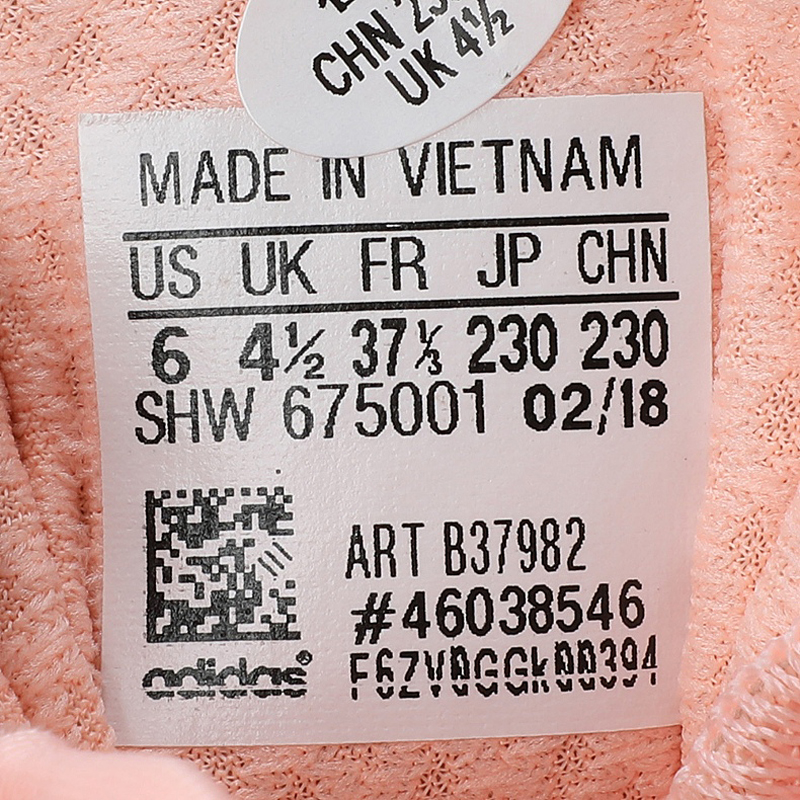 CHN
UK 4½
MADE IN VIETNAM
US UK FR JP CHN
6 4½ 37⅓ 230 230
SHW 675001 02/18
ART B37982
#46038546
adidas®